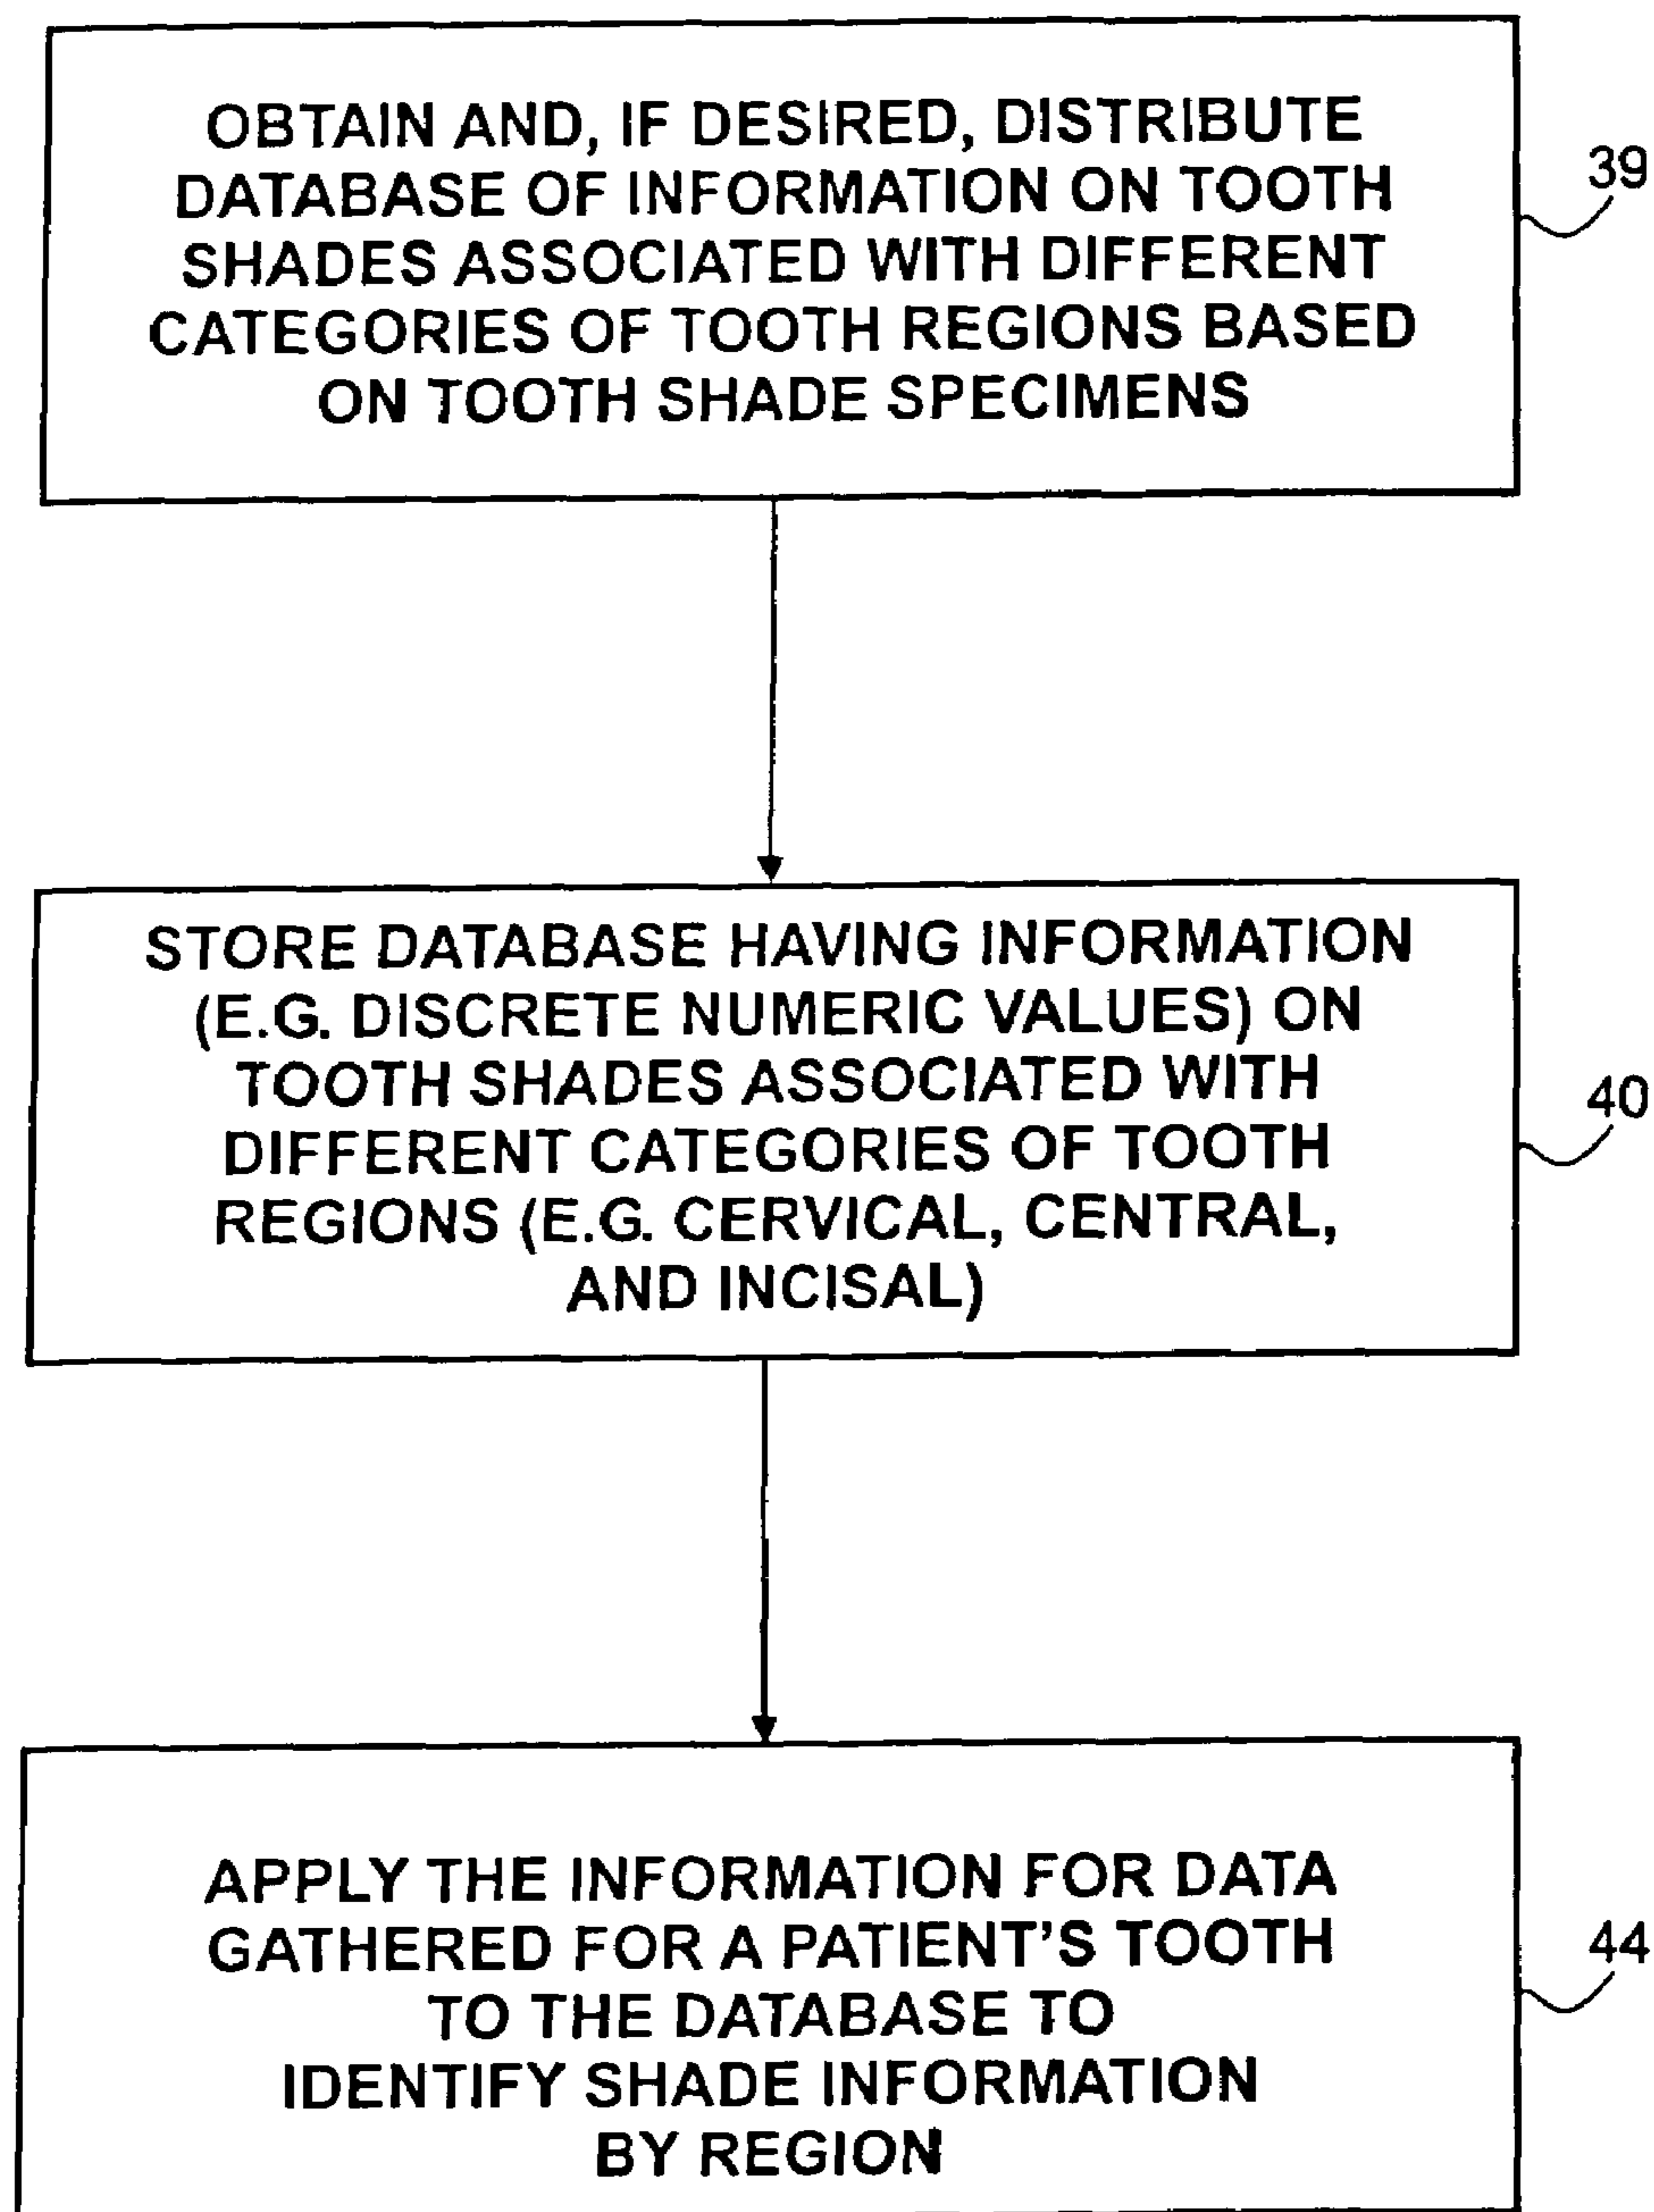 OBTAIN AND, IF DESIRED, DISTRIBUTE
DATABASE OF INFORMATION ON TOOTH
SHADES ASSOCIATED WITH DIFFERENT
CATEGORIES OF TOOTH REGIONS BASED
ON TOOTH SHADE SPECIMENS
39
STORE DATABASE HAVING INFORMATION
(E.G. DISCRETE NUMERIC VALUES) ON
TOOTH SHADES ASSOCIATED WITH
DIFFERENT CATEGORIES OF TOOTH
REGIONS (E.G. CERVICAL, CENTRAL,
AND INCISAL)
40
APPLY THE INFORMATION FOR DATA
GATHERED FOR A PATIENT'S TOOTH
TO THE DATABASE TO
IDENTIFY SHADE INFORMATION
BY REGION
44